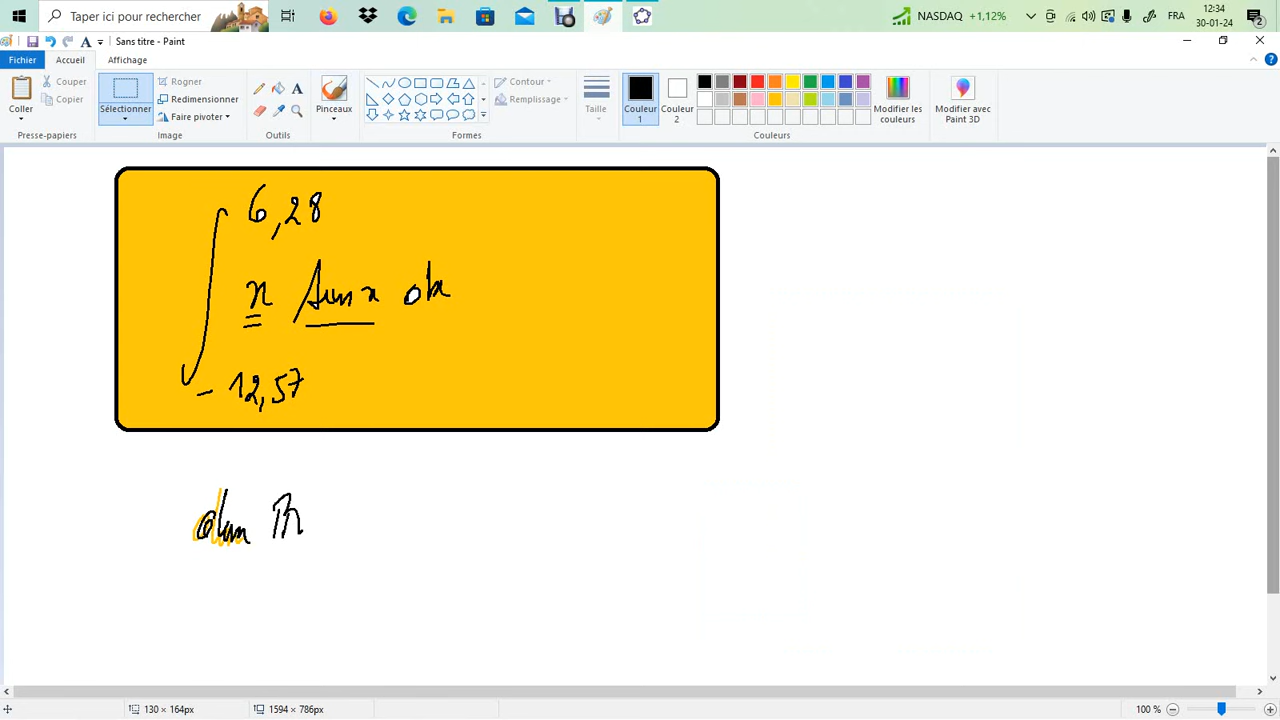 Taper ici pour rechercher
NASDAQ +1,12%
FRA
12:34
30-01-24
2
Sans titre - Paint
Fichier
Accueil
Affichage
Coller
Couper
Copier
Presse-papiers
Sélectionner
Rogner
Redimensionner
Faire pivoter
Image
A
Outils
Pinceaux
Contour
Remplissage
Formes
Taille
Couleur
1
Couleur
2
Modifier les
couleurs
Couleurs
Modifier avec
Paint 3D
6,28
∫ x sin x dx
- 12,57
130 × 164px
1594 × 786px
100 %